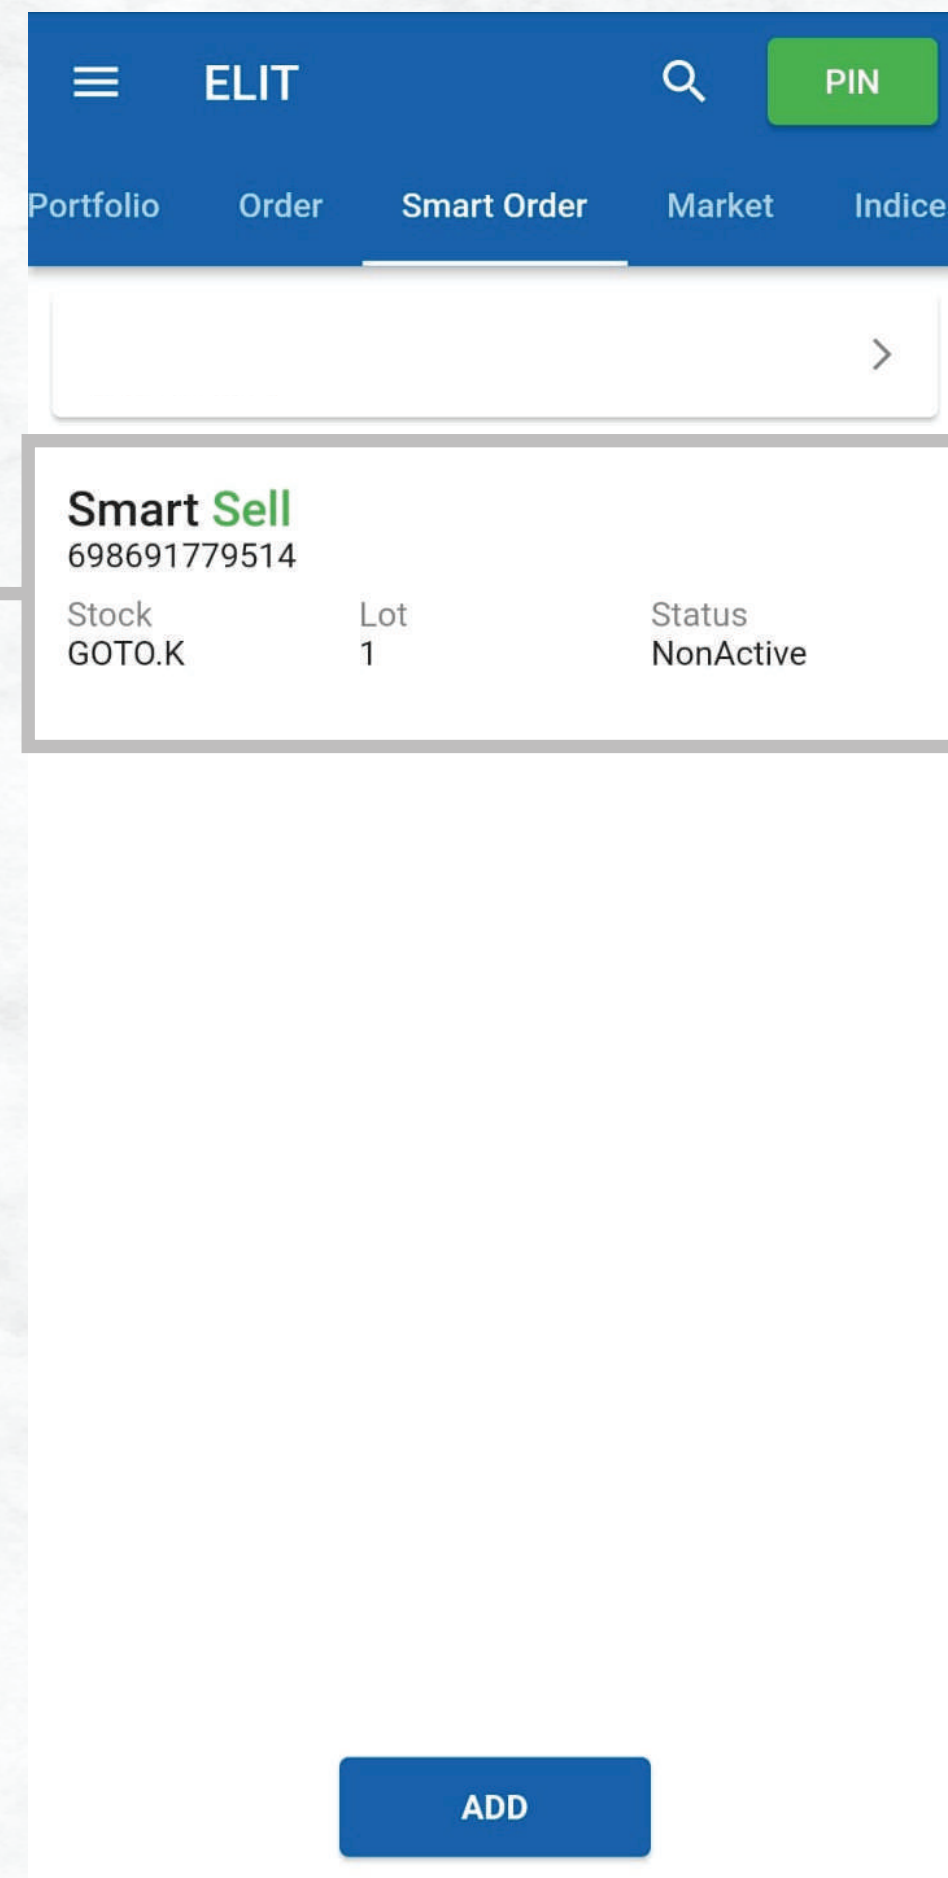 ELIT
PIN
Portfolio Order Smart Order Market Indice
Smart Sell
698691779514
Stock Lot Status
GOTO.K 1 NonActive
ADD